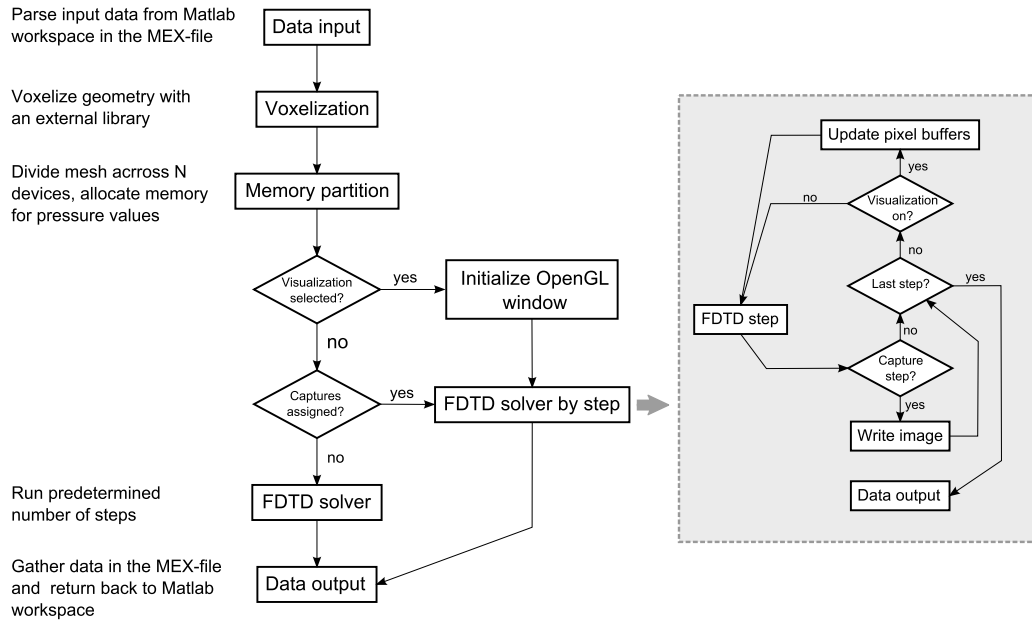 Parse input data from Matlab
workspace in the MEX-file
Data input
Voxelize geometry with
an external library
Voxelization
Divide mesh acrross N
devices, allocate memory
for pressure values
Memory partition
Visualization
selected?
yes
Initialize OpenGL
window
no
Captures
assigned?
yes
FDTD solver by step
no
Run predetermined
number of steps
FDTD solver
Gather data in the MEX-file
and return back to Matlab
workspace
Data output
Update pixel buffers
yes
Visualization
on?
no
no
Last step?
yes
FDTD step
no
Capture
step?
yes
Write image
Data output